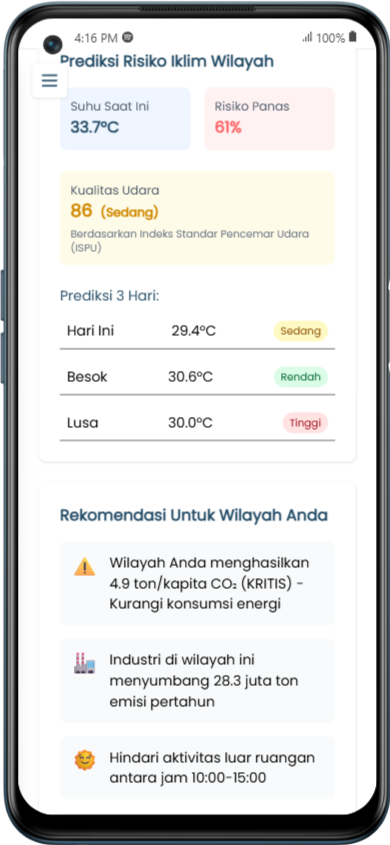 4:16 PM
100%
Prediksi Risiko Iklim Wilayah
Suhu Saat Ini
33.7°C
Risiko Panas
61%
Kualitas Udara
86 (Sedang)
Berdasarkan Indeks Standar Pencemar Udara
(ISPU)
Prediksi 3 Hari:
Hari Ini 29.4°C Sedang
Besok 30.6°C Rendah
Lusa 30.0°C Tinggi
Rekomendasi Untuk Wilayah Anda
Wilayah Anda menghasilkan
4.9 ton/kapita CO₂ (KRITIS) -
Kurangi konsumsi energi
Industri di wilayah ini
menyumbang 28.3 juta ton
emisi pertahun
Hindari aktivitas luar ruangan
antara jam 10:00-15:00